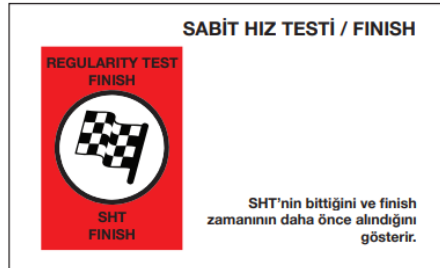 SABİT HIZ TESTİ / FINISH
REGULARITY TEST
FINISH
SHT
FINISH
SHT'nin bittiğini ve finish
zamanının daha önce alındığını
gösterir.